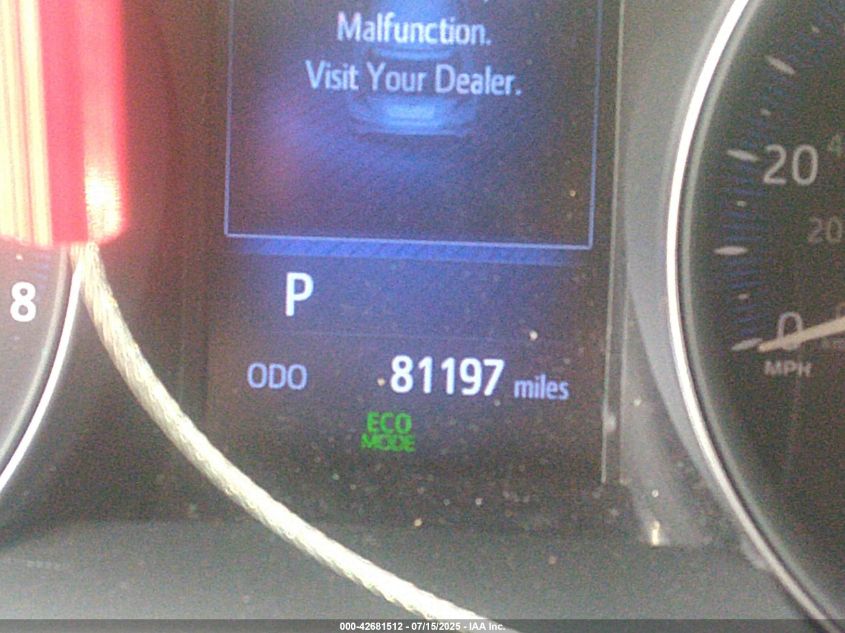 Malfunction.
Visit Your Dealer.
20
20
8
P
0
MPH
ODO 81197 miles
ECO
MODE
000-42681512 - 07/15/2025 - IAA Inc.